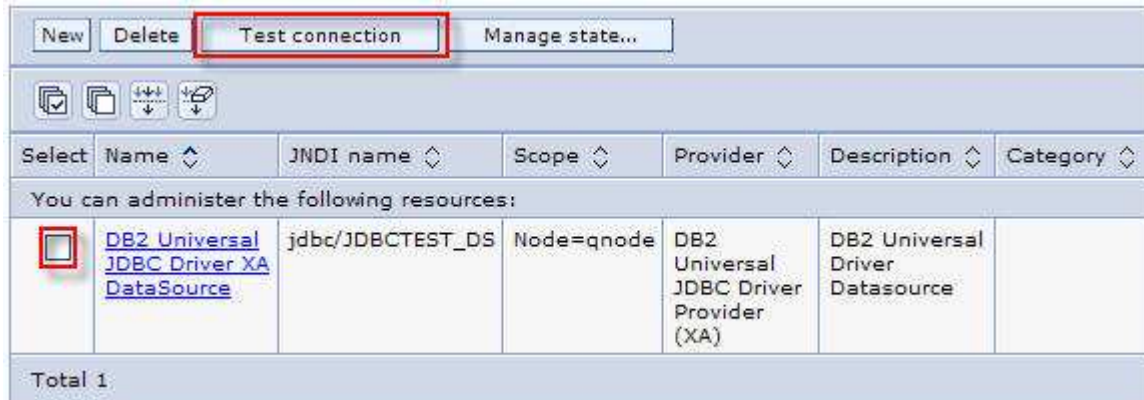 New Delete Test connection Manage state...
Select Name JNDI name Scope Provider Description Category
You can administer the following resources:
DB2 Universal JDBC Driver XA DataSource
jdbc/JDBCTEST_DS
Node=qnode
DB2 Universal JDBC Driver Provider (XA)
DB2 Universal Driver Datasource
Total 1